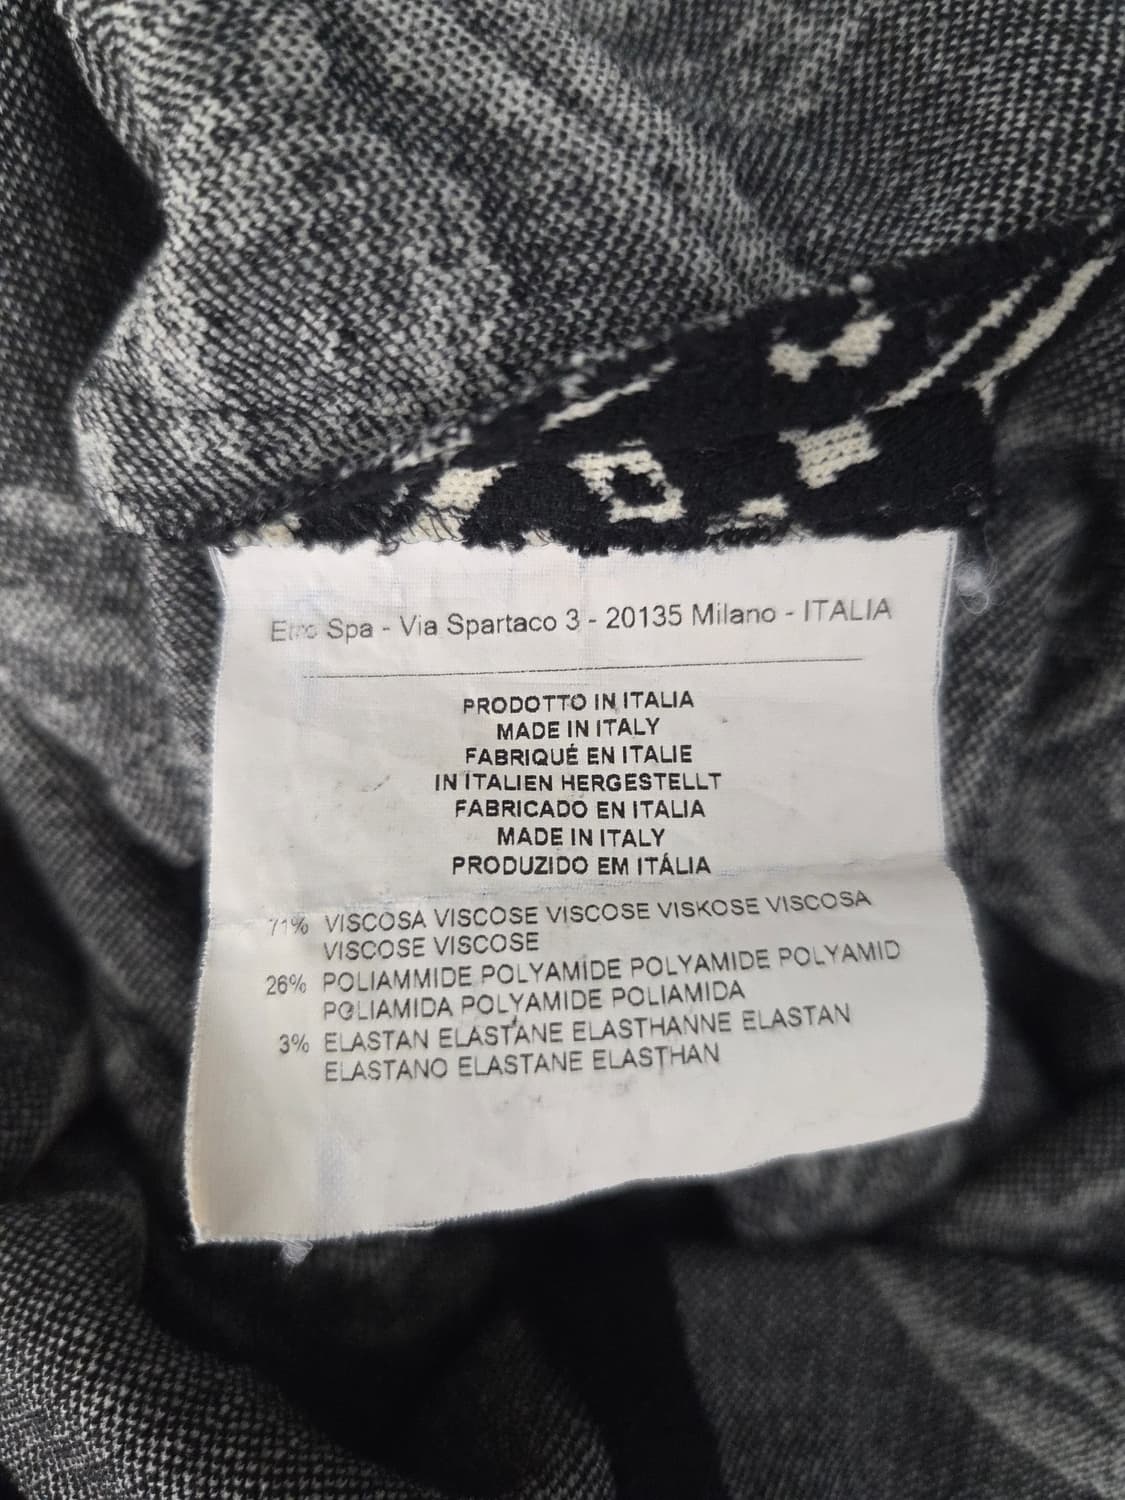 Etro Spa - Via Spartaco 3 - 20135 Milano - ITALIA
PRODOTTO IN ITALIA
MADE IN ITALY
FABRIQUÉ EN ITALIE
IN ITALIEN HERGESTELLT
FABRICADO EN ITALIA
MADE IN ITALY
PRODUZIDO EM ITÁLIA
71% VISCOSA VISCOSE VISCOSE VISKOSE VISCOSA
VISCOSE VISCOSE
26% POLIAMMIDE POLYAMIDE POLYAMIDE POLYAMID
POLIAMIDA POLYAMIDE POLIAMIDA
3% ELASTAN ELASTANE ELASTHANNE ELASTAN
ELASTANO ELASTANE ELASTHAN